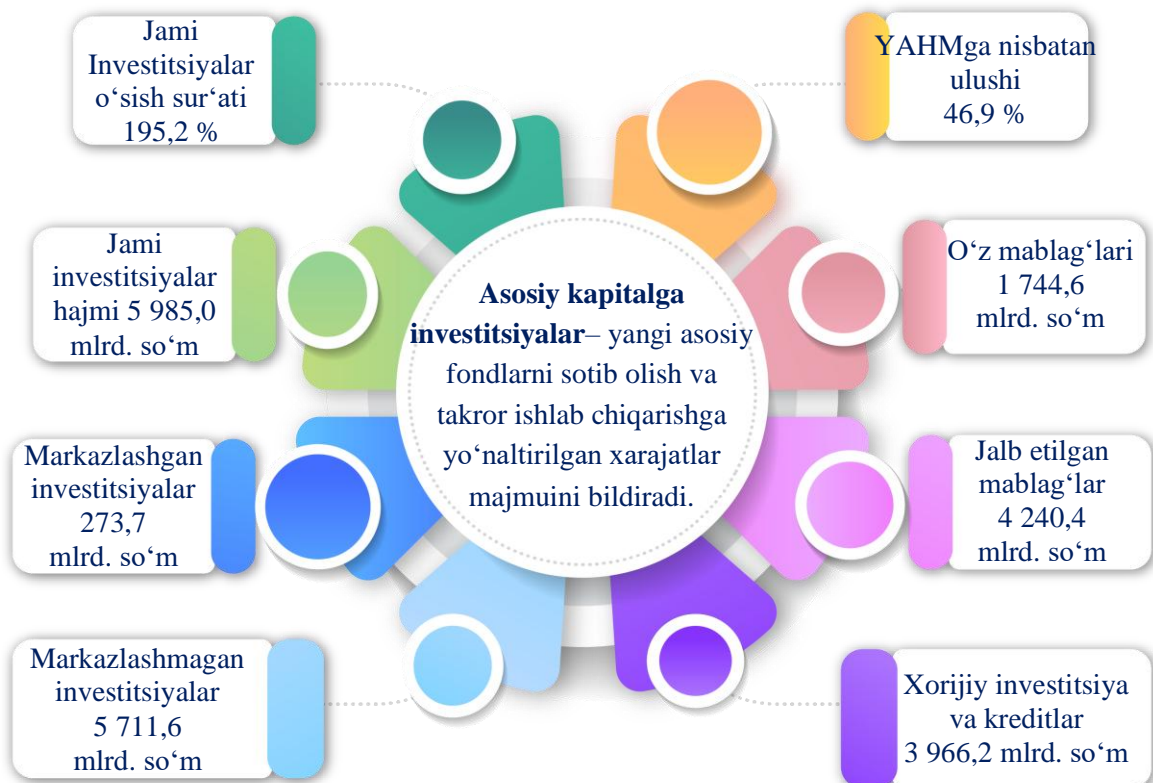 Jami
Investitsiyalar
o‘sish sur‘ati
195,2 %
YAHMga nisbatan
ulushi
46,9 %
Jami
investitsiyalar
hajmi 5 985,0
mlrd. so‘m
O‘z mablag‘lari
1 744,6
mlrd. so‘m
Asosiy kapitalga
investitsiyalar– yangi asosiy
fondlarni sotib olish va
takror ishlab chiqarishga
yo‘naltirilgan xarajatlar
majmuini bildiradi.
Markazlashgan
investitsiyalar
273,7
mlrd. so‘m
Jalb etilgan
mablag‘lar
4 240,4
mlrd. so‘m
Markazlashmagan
investitsiyalar
5 711,6
mlrd. so‘m
Xorijiy investitsiya
va kreditlar
3 966,2 mlrd. so‘m